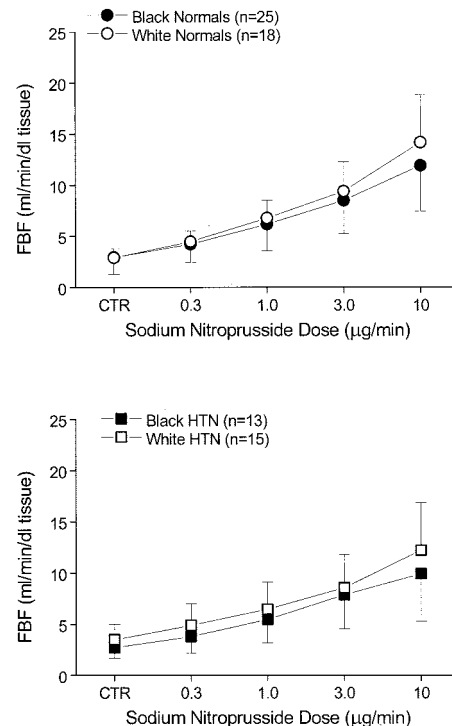 Black Normals (n=25)
White Normals (n=18)
25
20
15
10
5
0
FBF (ml/min/dl tissue)
CTR 0.3 1.0 3.0 10
Sodium Nitroprusside Dose (μg/min)
Black HTN (n=13)
White HTN (n=15)
25
20
15
10
5
0
FBF (ml/min/dl tissue)
CTR 0.3 1.0 3.0 10
Sodium Nitroprusside Dose (μg/min)